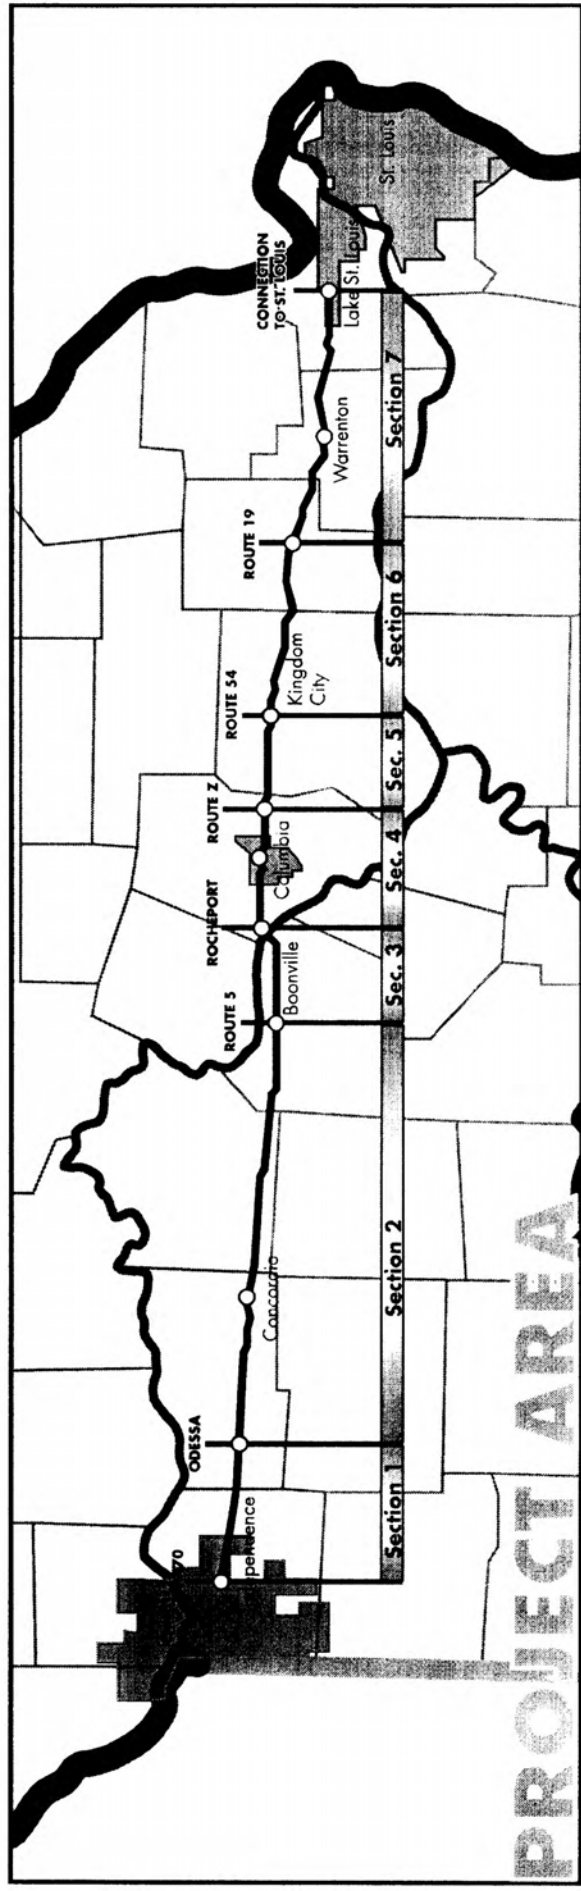 CONNECTION
TO ST. LOUIS
ROUTE 19
ROUTE 54
ROUTE Z
ROCHEPORT
ROUTE 5
ODESSA
70
St. Louis
Lake St. Louis
Warrenton
Kingdom
City
Columbia
Boonville
Concordia
ependence
Section 1
Section 2
Sec. 3
Sec. 4
Sec. 5
Section 6
Section 7
PROJECT AREA